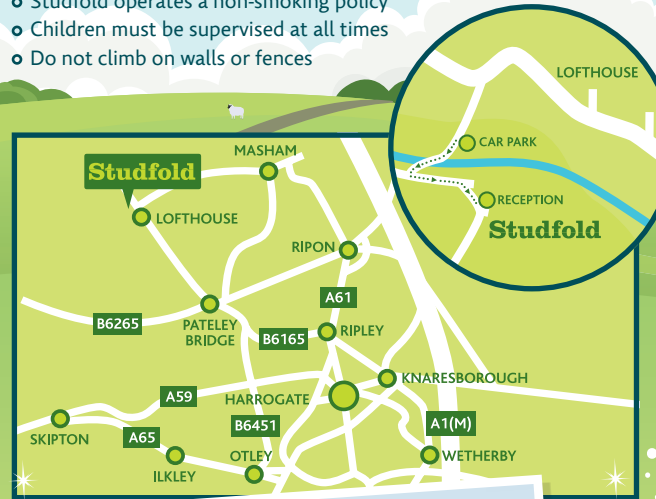 Studfold operates a non-smoking policy
Children must be supervised at all times
Do not climb on walls or fences
LOFTHOUSE
CAR PARK
RECEPTION
Studfold
MASHAM
Studfold
LOFTHOUSE
RIPON
A61
B6265
PATELEY
BRIDGE
B6165
RIPLEY
KNARESBOROUGH
A59
HARROGATE
B6451
A1(M)
SKIPTON
A65
OTLEY
WETHERBY
ILKLEY